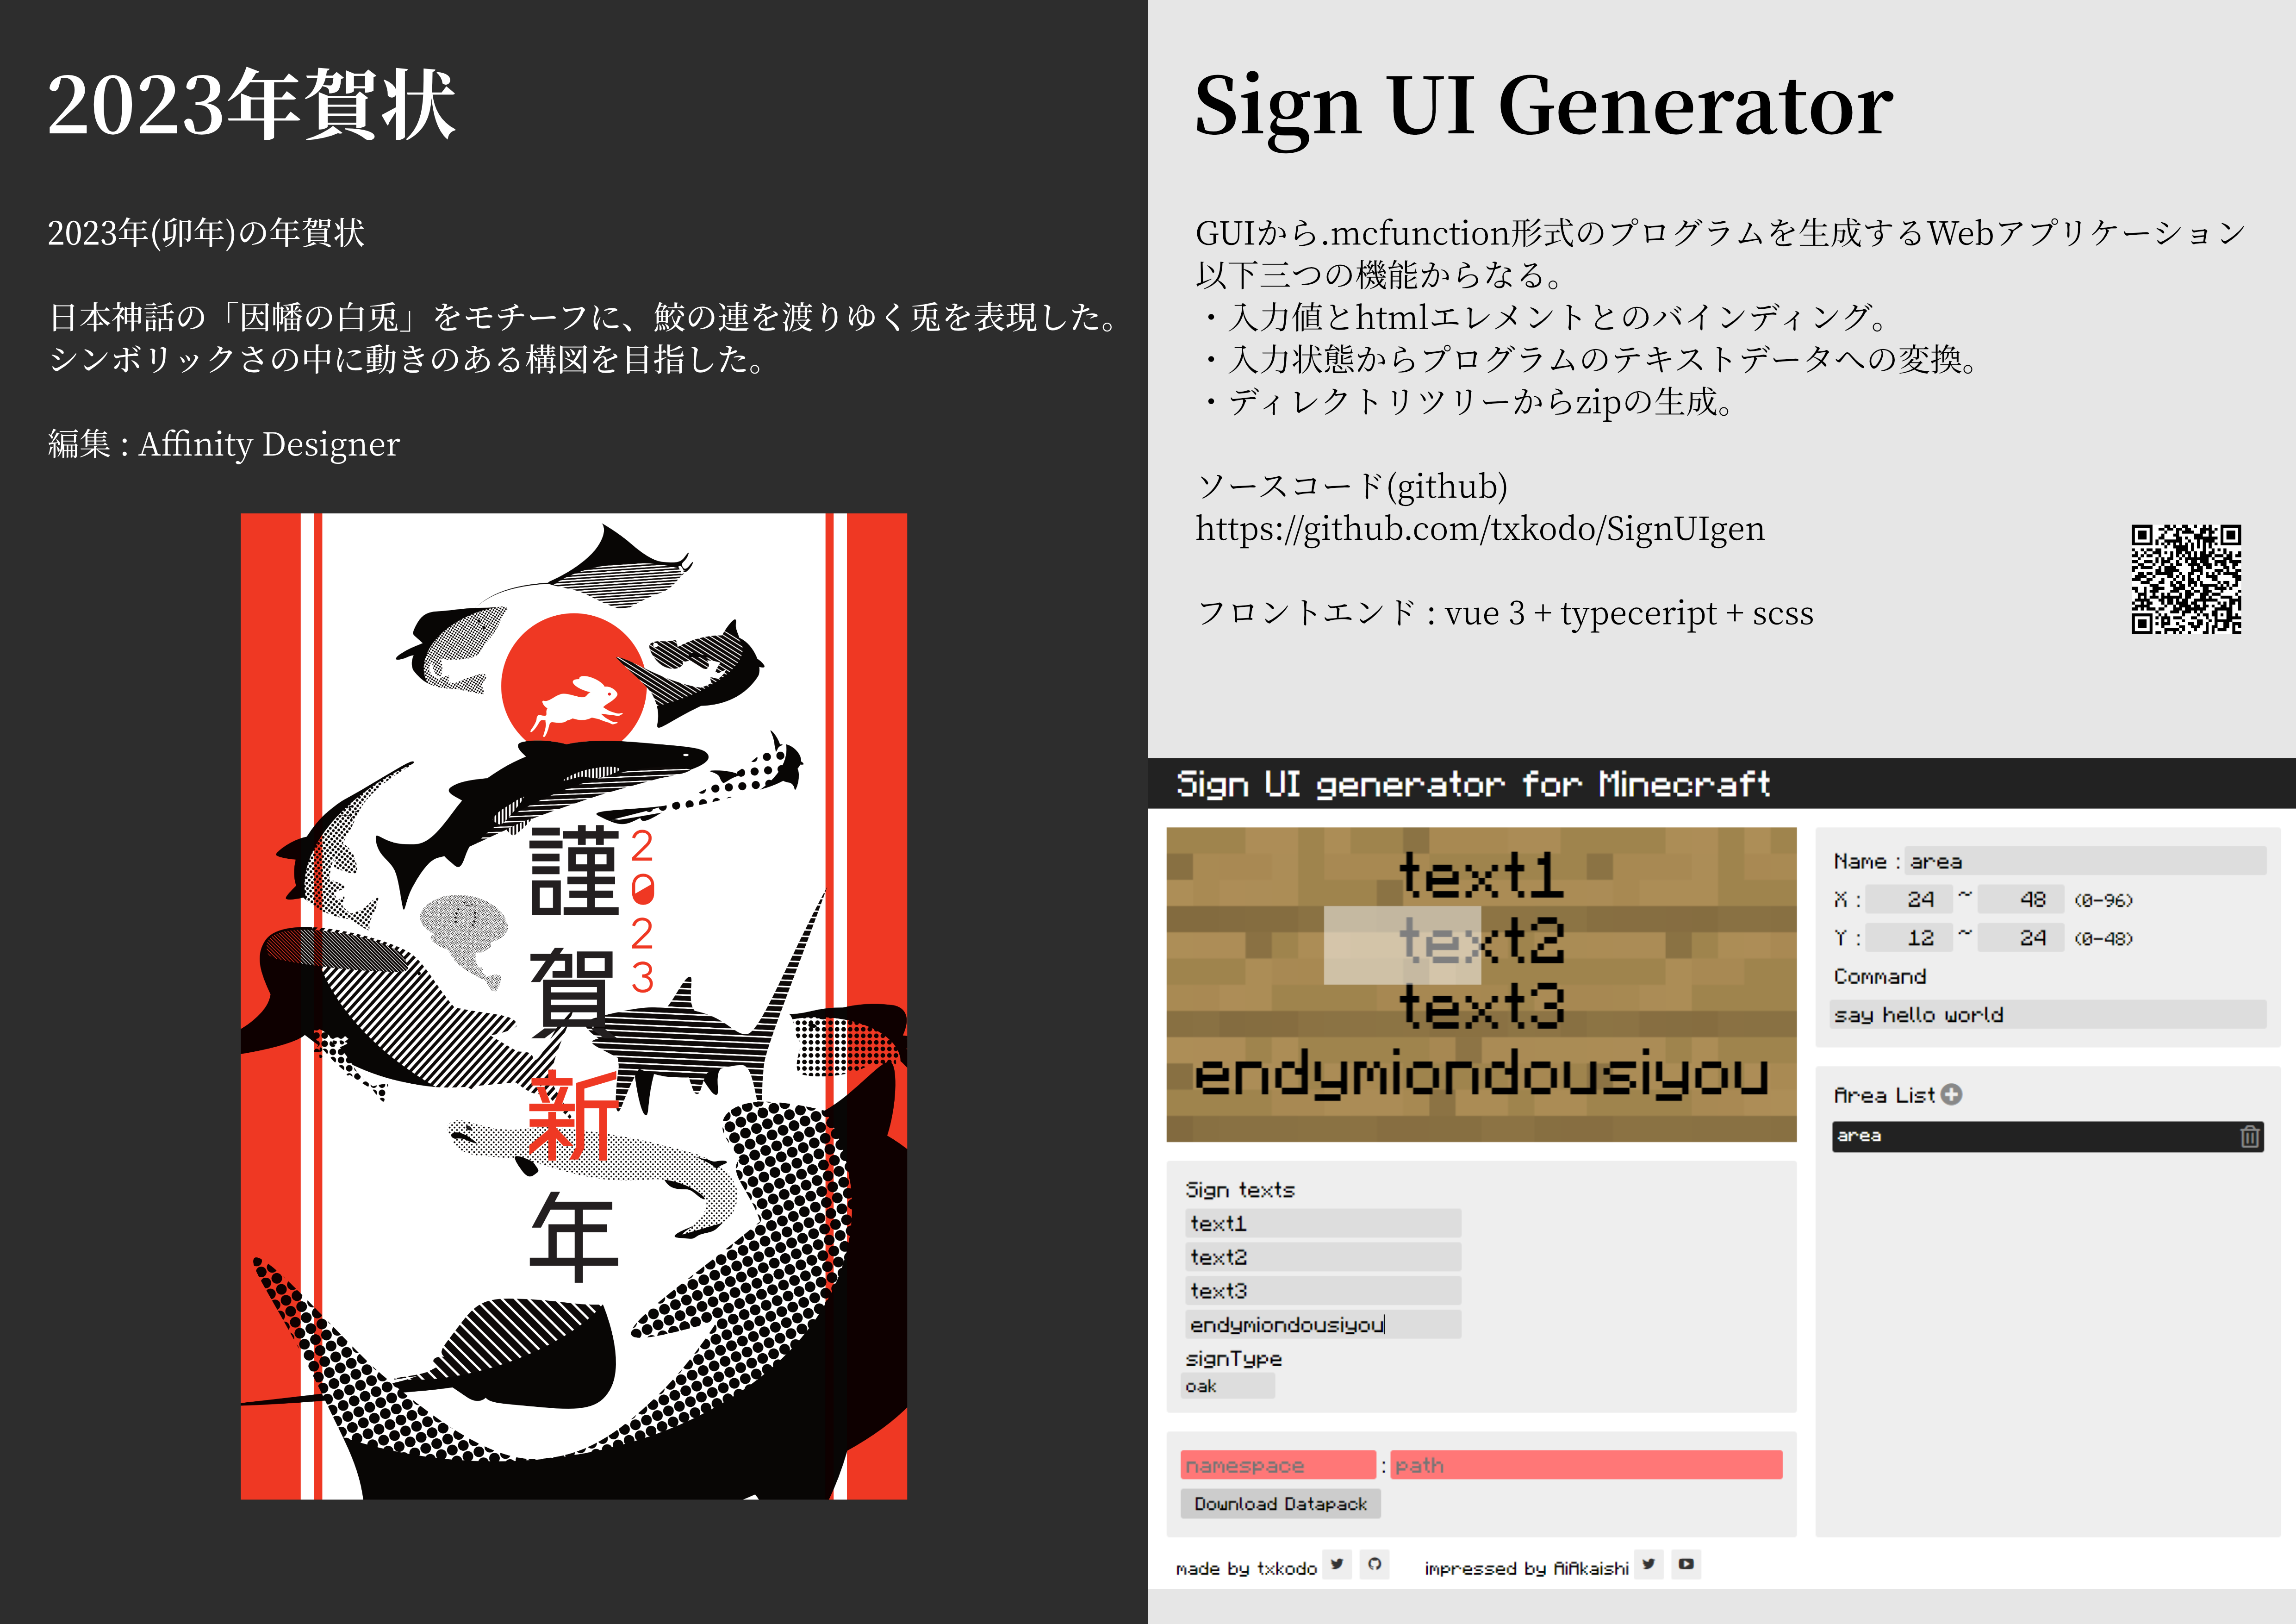 2023年賀状
2023年(卯年)の年賀状
日本神話の「因幡の白兎」をモチーフに、鮫の連を渡りゆく兎を表現した。
シンボリックさの中に動きのある構図を目指した。
編集 : Affinity Designer
謹賀新年
2023
Sign UI Generator
GUIから.mcfunction形式のプログラムを生成するWebアプリケーション
以下三つの機能からなる。
・入力値とhtmlエレメントとのバインディング。
・入力状態からプログラムのテキストデータへの変換。
・ディレクトリツリーからzipの生成。
ソースコード(github)
https://github.com/txkodo/SignUIgen
フロントエンド : vue 3 + typeceript + scss
Sign UI generator for Minecraft
text1
text2
text3
endymiondousiyou
Sign texts
text1
text2
text3
endymiondousiyou
signType
oak
namespace : path
Download Datapack
Name : area
X : 24 ~ 48 (0-96)
Y : 12 ~ 24 (0-48)
Command
say hello world
Area List
area
made by txkodo
impressed by AiAkaishi